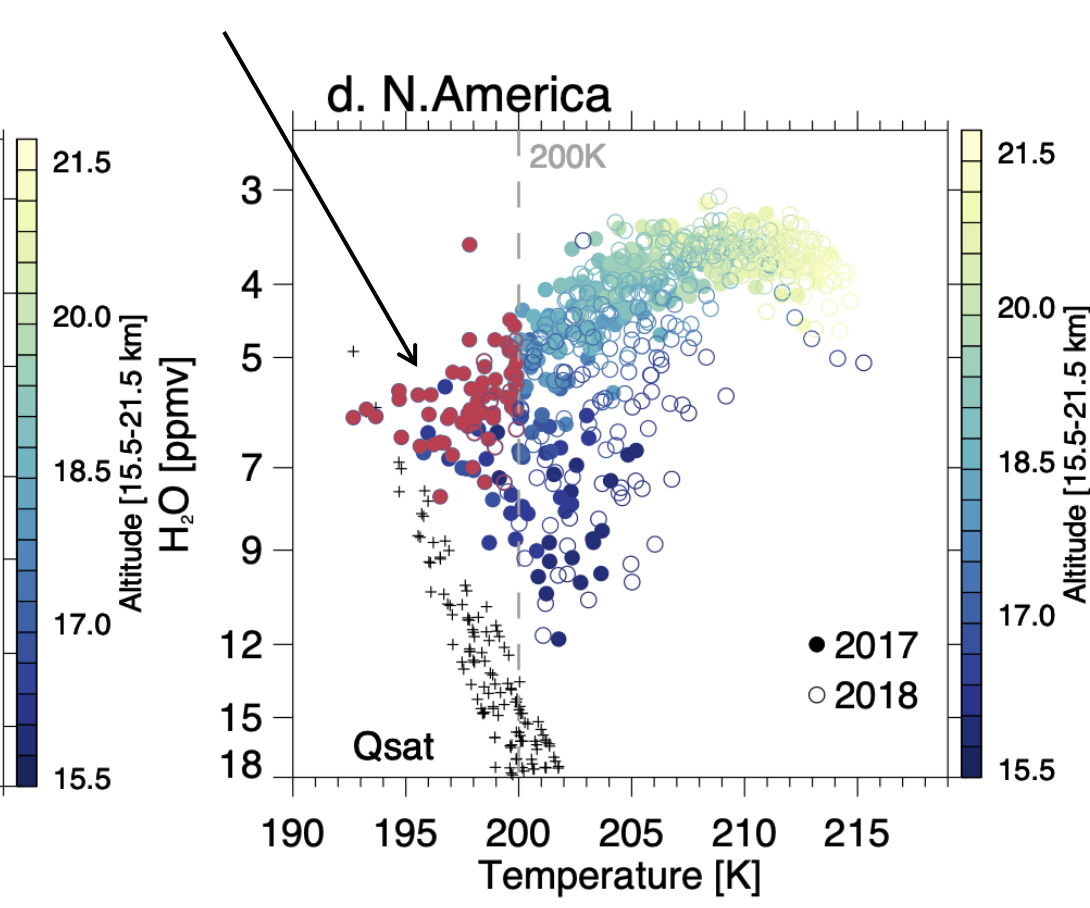 d. N.America
200K
3
4
5
7
9
12
15
18
H₂O [ppmv]
190 195 200 205 210 215
Temperature [K]
Qsat
2017
2018
21.5
20.0
18.5
17.0
15.5
Altitude [15.5-21.5 km]
21.5
20.0
18.5
17.0
15.5
Altitude [15.5-21.5 km]